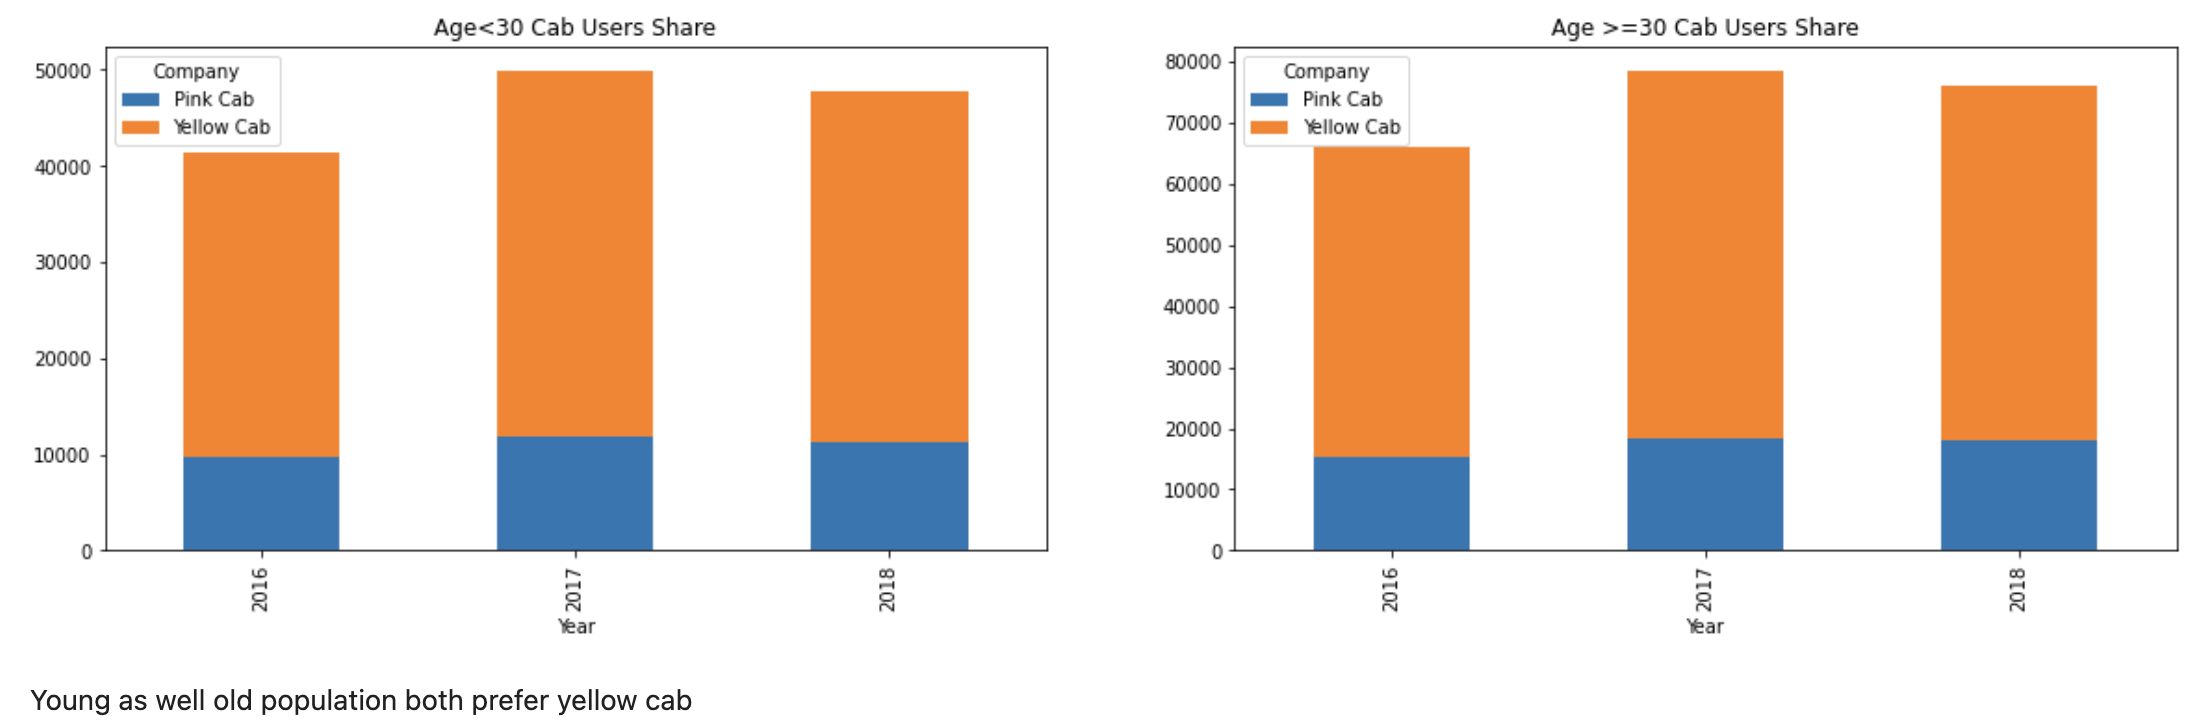 Age<30 Cab Users Share
Company
Pink Cab
Yellow Cab
50000
40000
30000
20000
10000
0
2016
2017
2018
Year
Age >=30 Cab Users Share
Company
Pink Cab
Yellow Cab
80000
70000
60000
50000
40000
30000
20000
10000
0
2016
2017
2018
Year
Young as well old population both prefer yellow cab